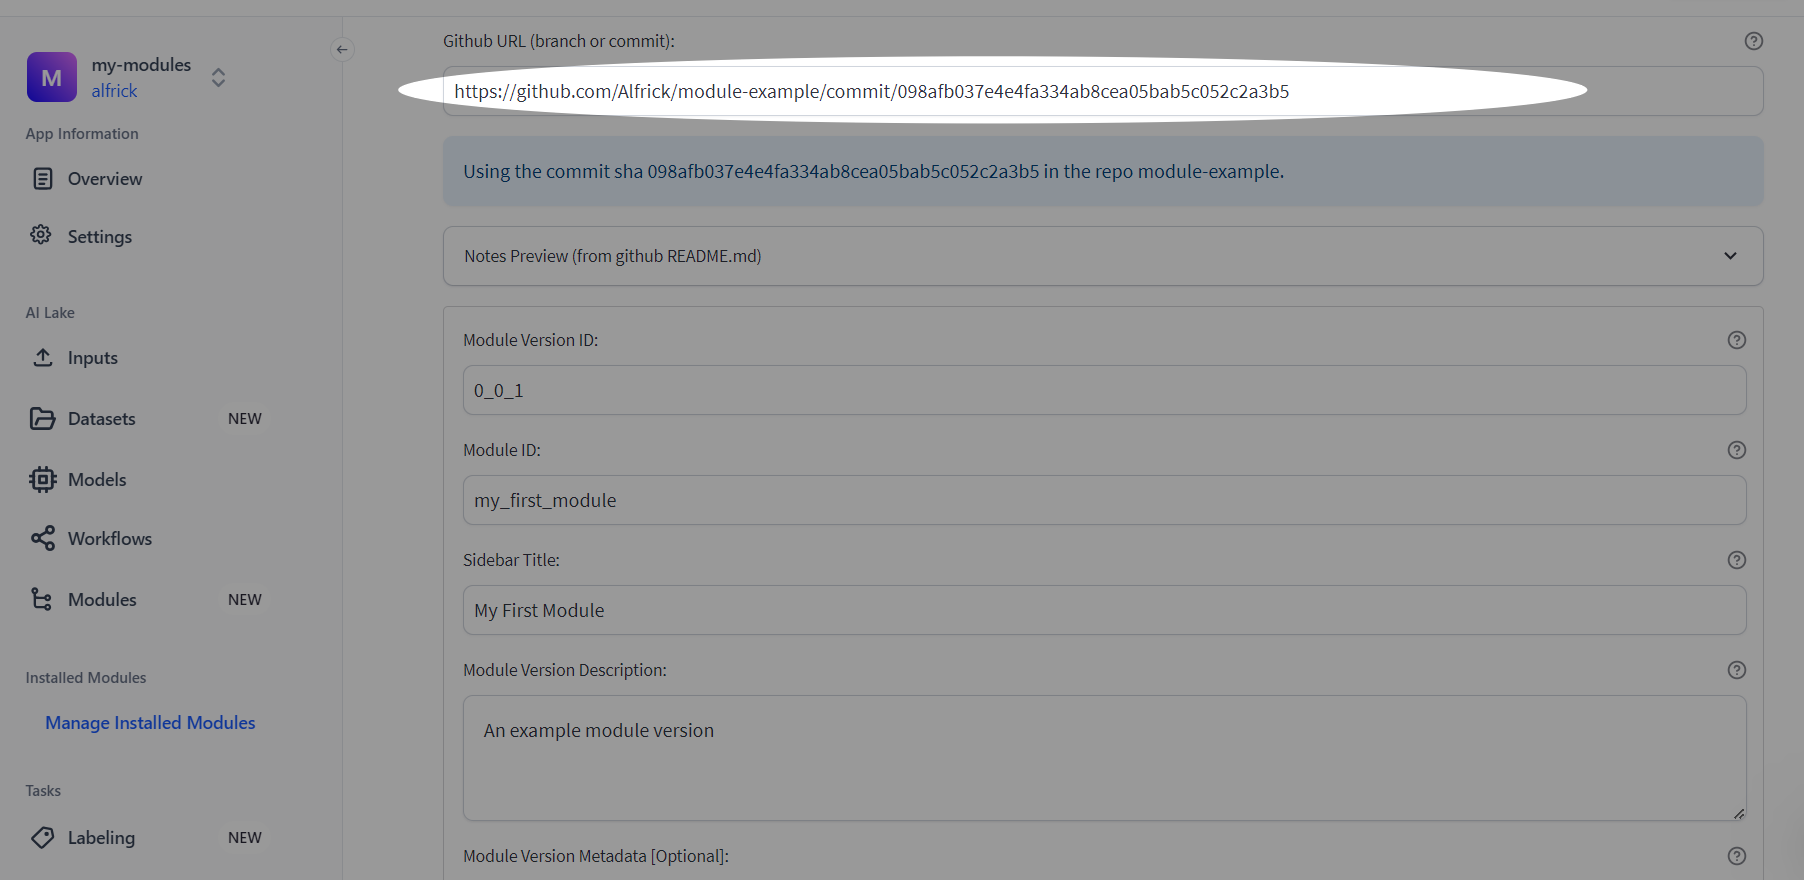 M
my-modules
alfrick
App Information
Overview
Settings
AI Lake
Inputs
Datasets NEW
Models
Workflows
Modules NEW
Installed Modules
Manage Installed Modules
Tasks
Labeling NEW
Github URL (branch or commit):
https://github.com/Alfrick/module-example/commit/098afb037e4e4fa334ab8cea05bab5c052c2a3b5
Using the commit sha 098afb037e4e4fa334ab8cea05bab5c052c2a3b5 in the repo module-example.
Notes Preview (from github README.md)
Module Version ID:
0_0_1
Module ID:
my_first_module
Sidebar Title:
My First Module
Module Version Description:
An example module version
Module Version Metadata [Optional]: